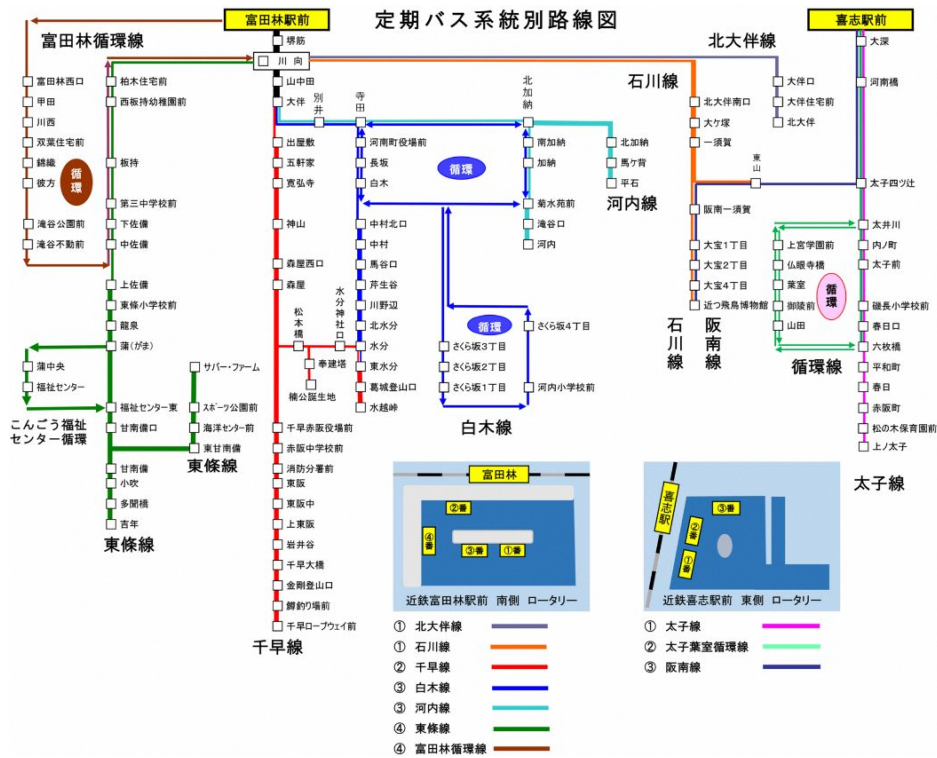 定期バス系統別路線図
富田林駅前
喜志駅前
富田林循環線
堺筋
川向
山中田
大伴
別井
寺田
北加納
北大伴線
石川線
大深
河南橋
大伴口
大伴住宅前
北大伴
北大伴南口
大ケ塚
一須賀
東山
太子四ツ辻
阪南一須賀
大宝1丁目
大宝2丁目
大宝4丁目
近つ飛鳥博物館
石川線
阪南線
富田林西口
甲田
川西
双葉住宅前
錦織
彼方
滝谷公園前
滝谷不動前
循環
柏木住宅前
西板持幼稚園前
板持
第三中学校前
下佐備
中佐備
上佐備
東條小学校前
龍泉
蒲(がま)
蒲中央
福祉センター
こんごう福祉
センター循環
福祉センター東
甘南備口
甘南備
小吹
多聞橋
吉年
東條線
サバー・ファーム
スポーツ公園前
海洋センター前
東甘南備
東條線
出屋敷
五軒家
寛弘寺
神山
森屋西口
森屋
松本橋
水分神社口
奉建塔
楠公誕生地
千早赤阪役場前
赤阪中学校前
消防分署前
東阪
東阪中
上東阪
岩井谷
千早大橋
金剛登山口
鱒釣り場前
千早ロープウェイ前
千早線
河南町役場前
長坂
白木
中村北口
中村
馬谷口
芹生谷
川野辺
北水分
水分
東水分
葛城登山口
水越峠
循環
南加納
加納
菊水苑前
滝谷口
河内
北加納
馬ケ背
平石
河内線
循環
さくら坂4丁目
さくら坂3丁目
さくら坂2丁目
さくら坂1丁目
河内小学校前
白木線
太井川
内ノ町
太子前
磯長小学校前
春日口
六枚橋
平和町
春日
赤阪町
松の木保育園前
上ノ太子
太子線
上宮学園前
仏眼寺橋
葉室
御陵前
山田
循環
循環線
富田林
②番
④番
③番
①番
近鉄富田林駅前 南側 ロータリー
① 北大伴線
① 石川線
② 千早線
③ 白木線
③ 河内線
④ 東條線
④ 富田林循環線
喜志駅
③番
②番
①番
近鉄喜志駅前 東側 ロータリー
① 太子線
② 太子葉室循環線
③ 阪南線